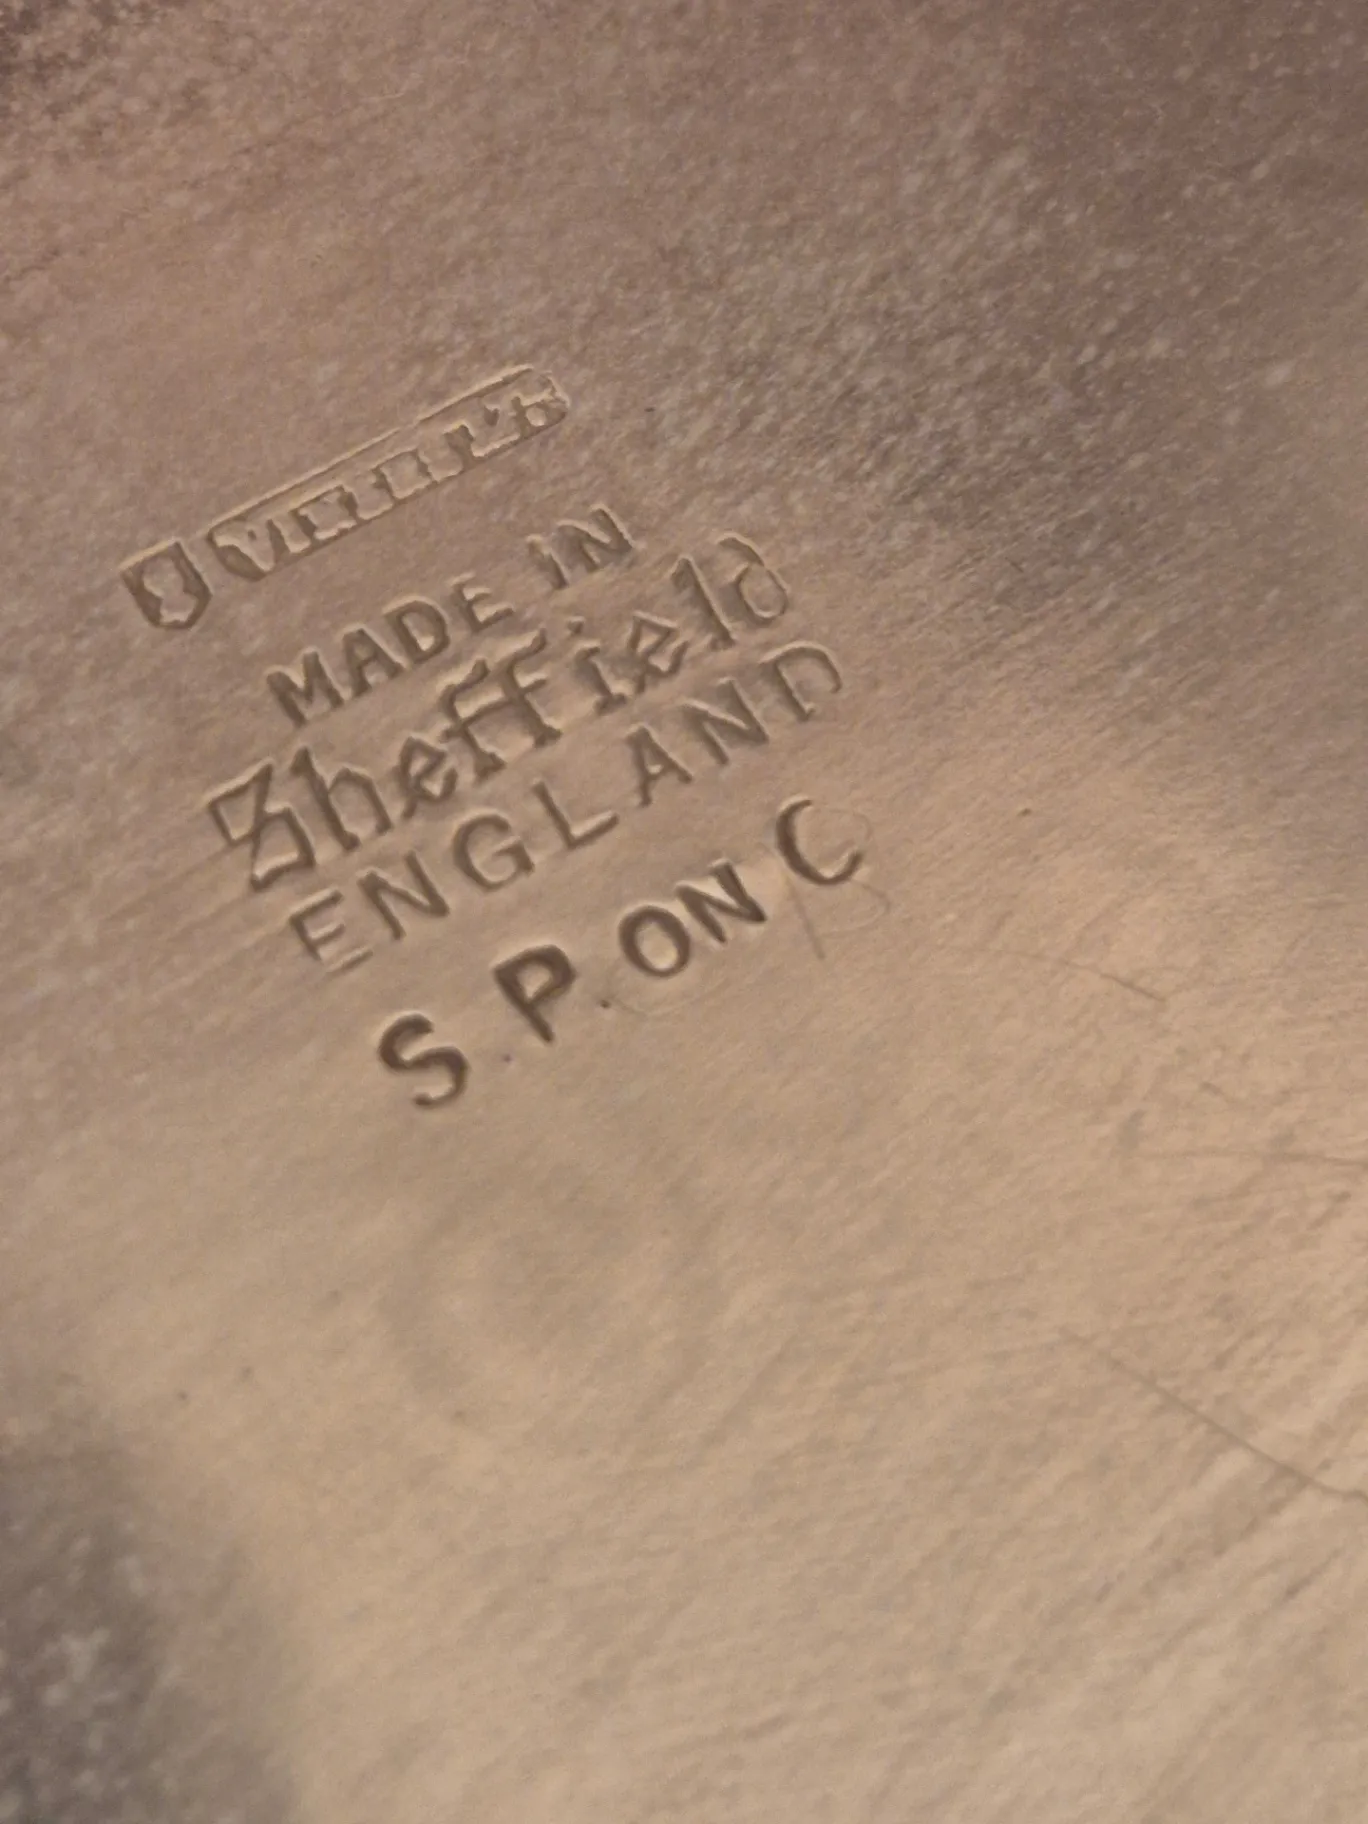 MADE IN
Sheffield
ENGLAND
S.P. ON C